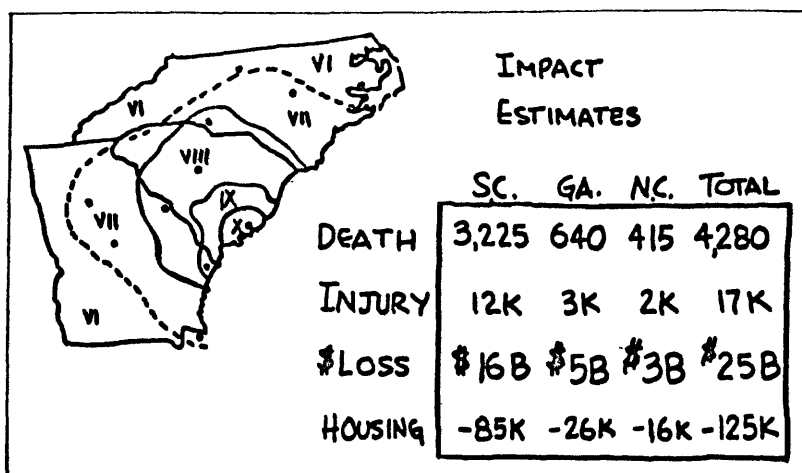 VI
VI
VII
VIII
IX
X
VII
VI
IMPACT
ESTIMATES
SC. GA. N.C. TOTAL
DEATH 3,225 640 415 4,280
INJURY 12K 3K 2K 17K
$LOSS $16B $5B $3B $25B
HOUSING -85K -26K -16K -125K